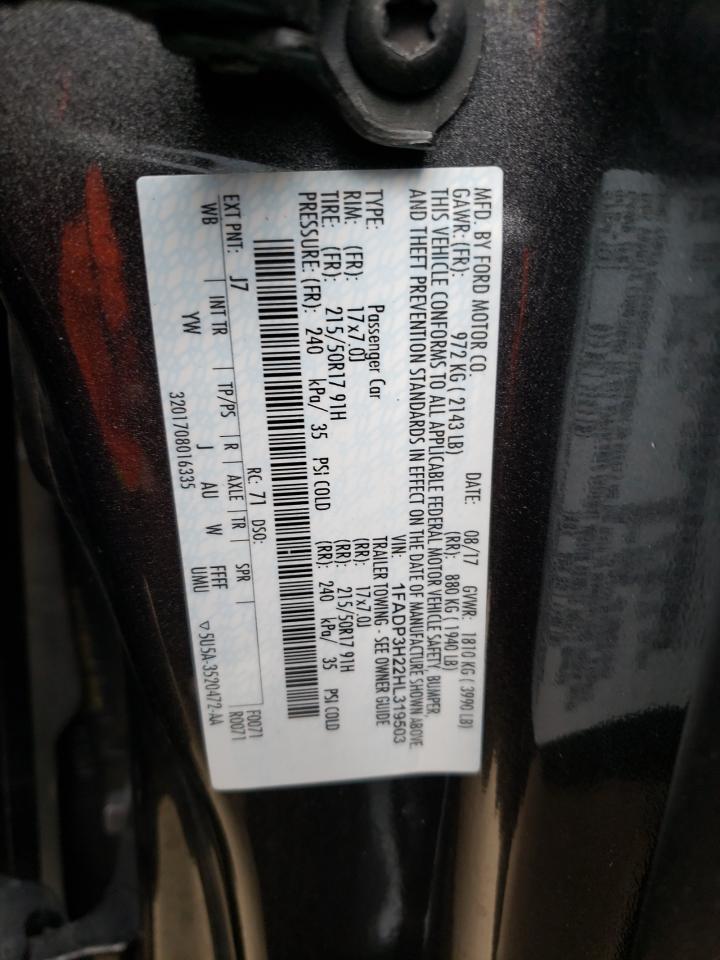 MFD. BY FORD MOTOR CO. DATE: 08/17 GVWR: 1810 KG ( 3990 LB)
GAWR: (FR): 972 KG ( 2143 LB) (RR): 880 KG ( 1940 LB)
THIS VEHICLE CONFORMS TO ALL APPLICABLE FEDERAL MOTOR VEHICLE SAFETY, BUMPER,
AND THEFT PREVENTION STANDARDS IN EFFECT ON THE DATE OF MANUFACTURE SHOWN ABOVE.
VIN: 1FADP3H22HL319503
TYPE: Passenger Car TRAILER TOWING - SEE OWNER GUIDE
RIM: (FR): 17x7.0J (RR): 17x7.0J
TIRE: (FR): 215/50R17 91H (RR): 215/50R17 91H
PRESSURE: (FR): 240 kPa/ 35 PSI COLD (RR): 240 kPa/ 35 PSI COLD
RC: 71 DSO: F0071
EXT PNT: J7 R0071
WB INT TR TP/PS R AXLE TR SPR
YW J AU W FFF UMU
3201708016335 ▽5U5A-3520472-AA